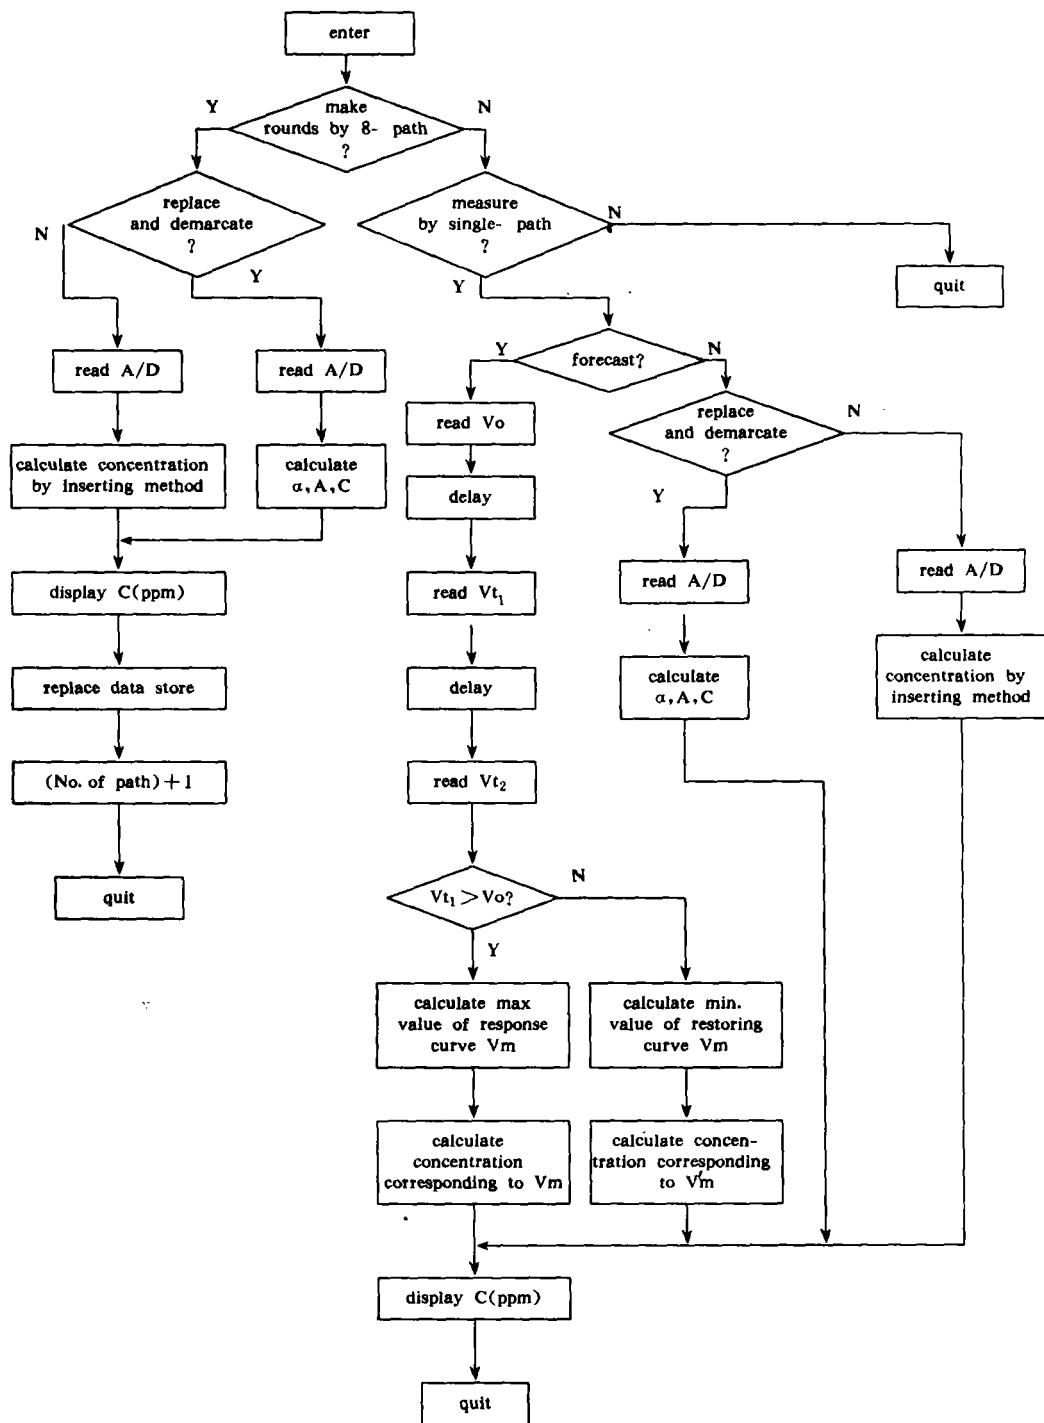 enter
Y
make
rounds by 8- path
?
N
replace
and demarcate
?
N
Y
measure
by single- path
?
N
Y
quit
read A/D
read A/D
Y
forecast?
N
read Vo
replace
and demarcate
?
N
Y
calculate concentration
by inserting method
calculate
α, A, C
delay
read A/D
read A/D
display C(ppm)
read Vt₁
calculate
α, A, C
calculate
concentration by
inserting method
replace data store
delay
(No. of path)+1
read Vt₂
quit
Vt₁>Vo?
N
Y
calculate max
value of response
curve Vm
calculate min.
value of restoring
curve Vm
calculate
concentration
corresponding to Vm
calculate concen-
tration corresponding
to V'm
display C(ppm)
quit